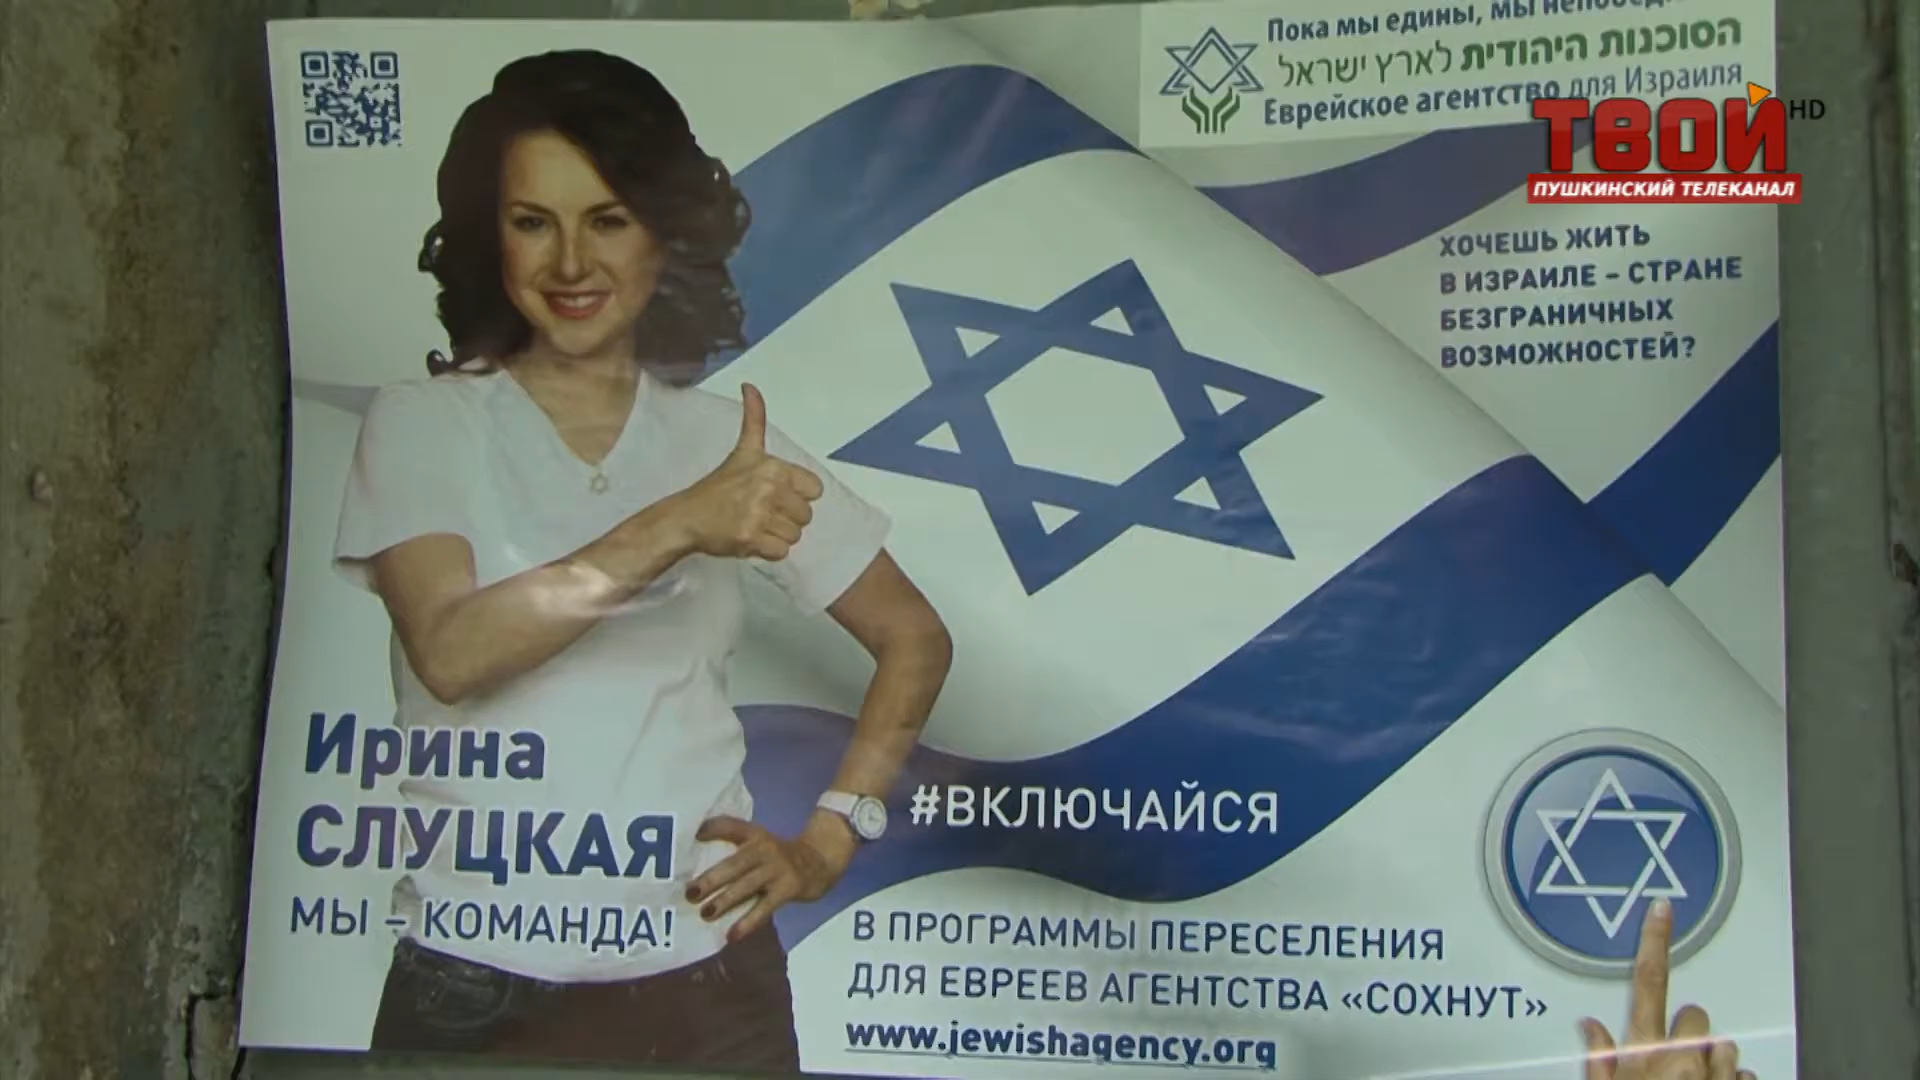 Пока мы едины, мы
הסוכנות היהודית לארץ ישראל
Еврейское агентство для Израиля
ТВОЙ HD
ПУШКИНСКИЙ ТЕЛЕКАНАЛ
ХОЧЕШЬ ЖИТЬ
В ИЗРАИЛЕ – СТРАНЕ
БЕЗГРАНИЧНЫХ
ВОЗМОЖНОСТЕЙ?
Ирина
СЛУЦКАЯ
МЫ – КОМАНДА!
#ВКЛЮЧАЙСЯ
В ПРОГРАММЫ ПЕРЕСЕЛЕНИЯ
ДЛЯ ЕВРЕЕВ АГЕНТСТВА «СОХНУТ»
www.jewishagency.org